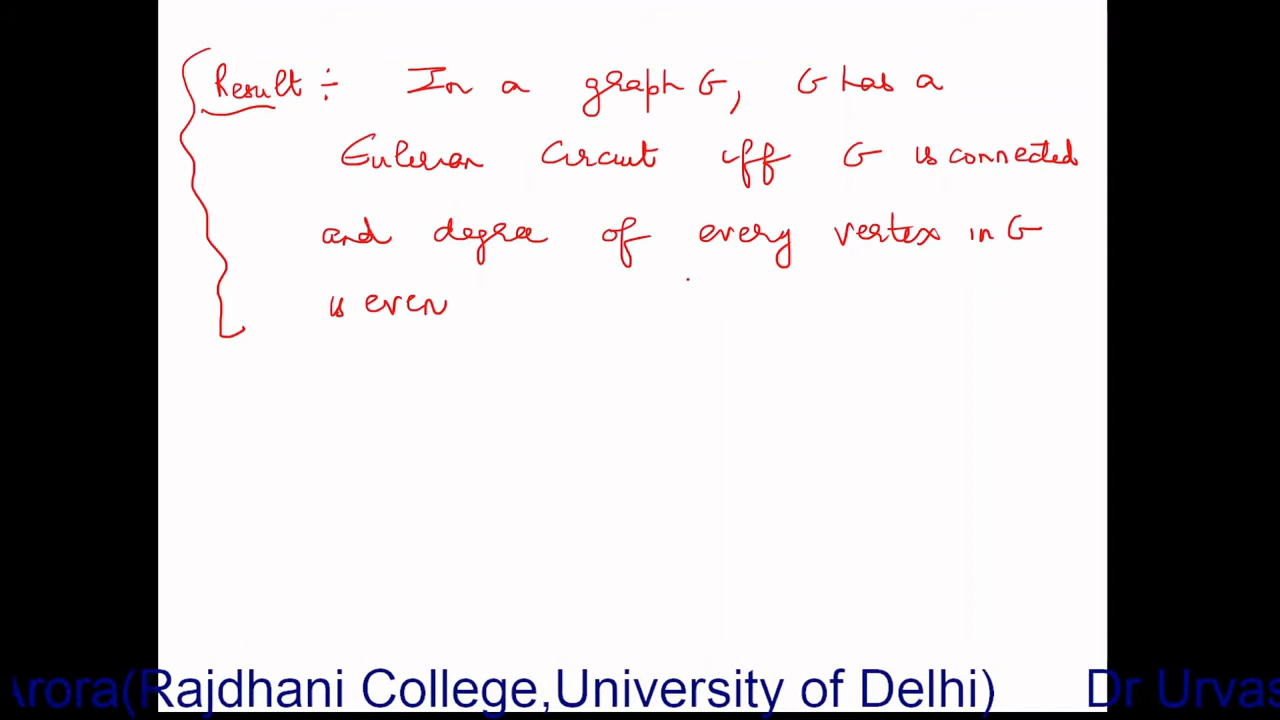 Result ÷ In a graph G, G has a
Eulerian Circuit iff G is connected
and degree of every vertex in G
is even
Arora(Rajdhani College,University of Delhi) Dr Urvas